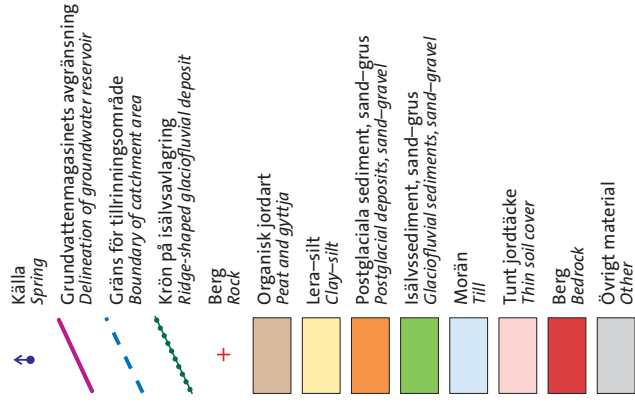 Källa
Spring
Grundvattenmagasinets avgränsning
Delineation of groundwater reservoir
Gräns för tillrinningsområde
Boundary of catchment area
Krön på isälvsavlagring
Ridge-shaped glaciofluvial deposit
Berg
Rock
Organisk jordart
Peat and gyttja
Lera–silt
Clay–silt
Postglaciala sediment, sand–grus
Postglacial deposits, sand–gravel
Isälvssediment, sand–grus
Glaciofluvial sediments, sand–gravel
Morän
Till
Tunt jordtäcke
Thin soil cover
Berg
Bedrock
Övrigt material
Other